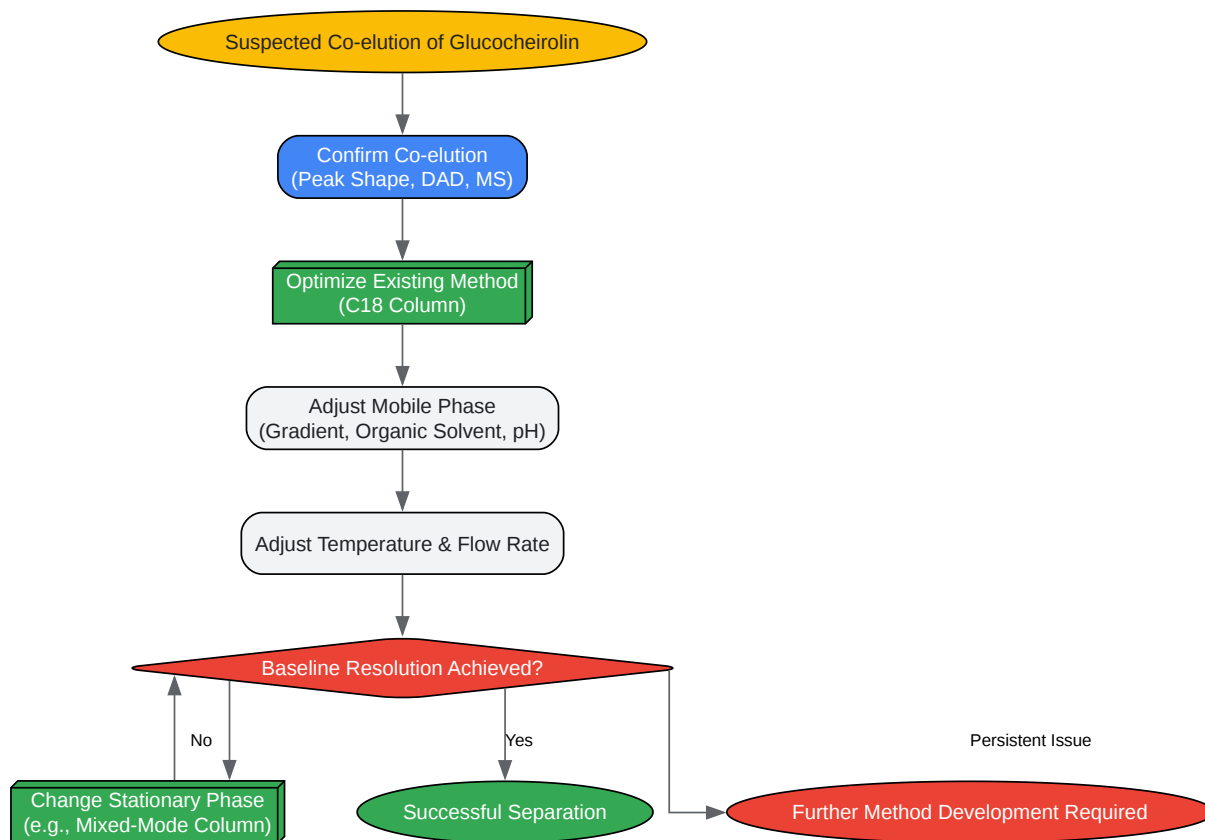 Suspected Co-elution of Glucocheirolin
Confirm Co-elution
(Peak Shape, DAD, MS)
Optimize Existing Method
(C18 Column)
Adjust Mobile Phase
(Gradient, Organic Solvent, pH)
Adjust Temperature & Flow Rate
Baseline Resolution Achieved?
No
Yes
Persistent Issue
Change Stationary Phase
(e.g., Mixed-Mode Column)
Successful Separation
Further Method Development Required